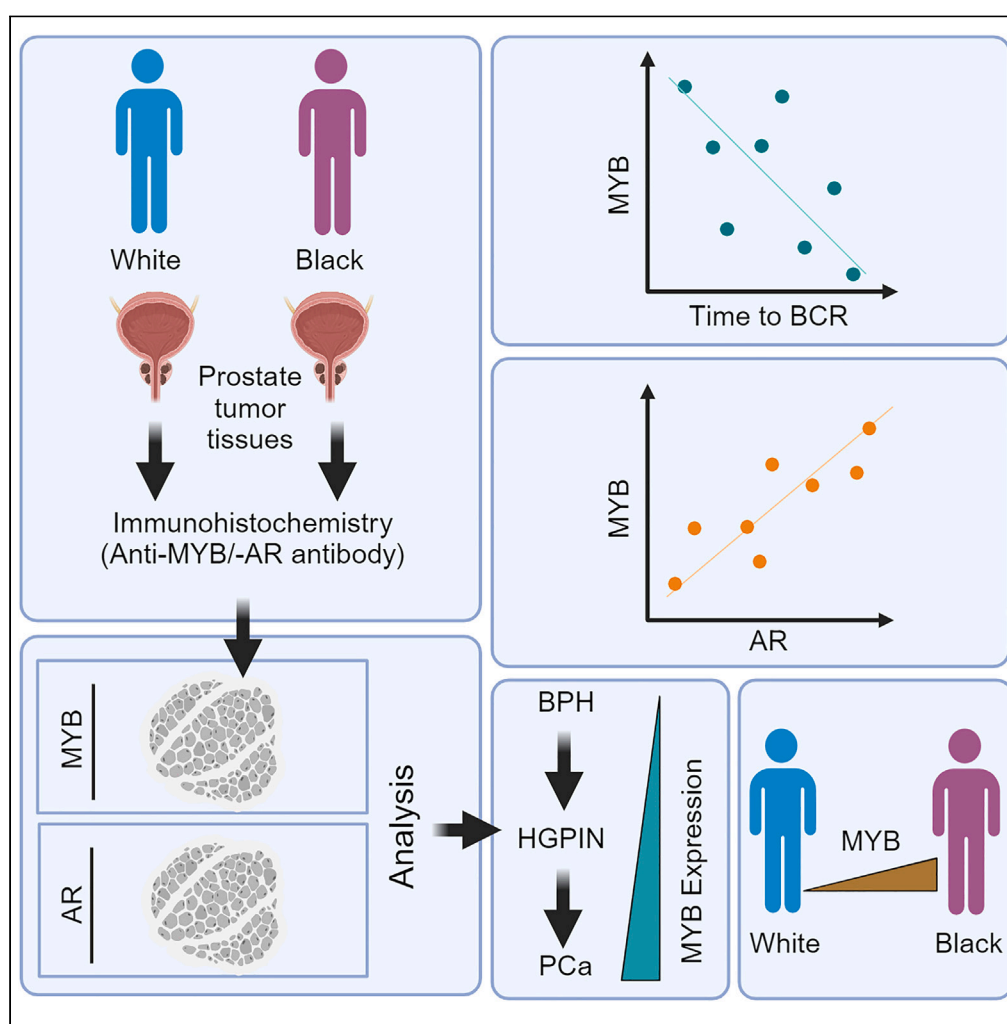 White
Black
Prostate
tumor
tissues
Immunohistochemistry
(Anti-MYB/-AR antibody)
MYB
AR
Analysis
MYB
Time to BCR
MYB
AR
BPH
HGPIN
PCa
MYB Expression
MYB
White
Black